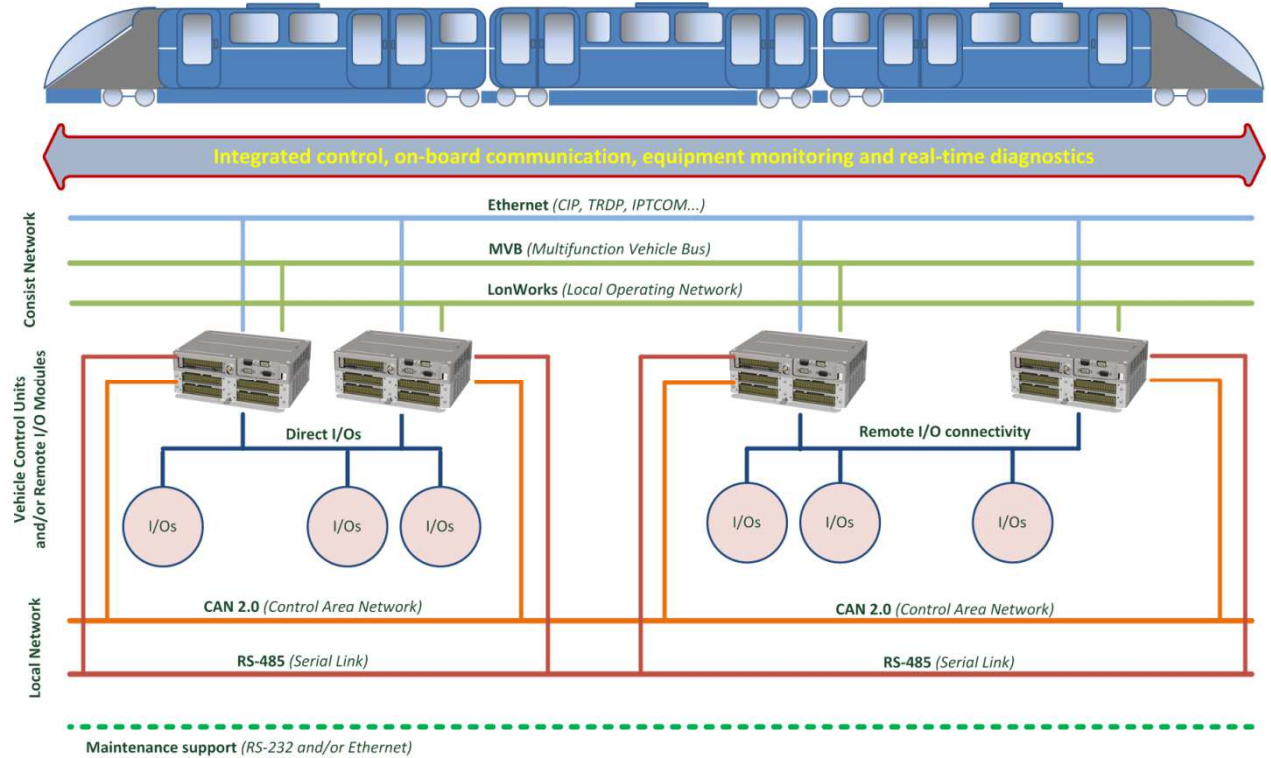 Integrated control, on-board communication, equipment monitoring and real-time diagnostics
Consist Network
Ethernet (CIP, TRDP, IPTCOM...)
MVB (Multifunction Vehicle Bus)
LonWorks (Local Operating Network)
Vehicle Control Units
and/or Remote I/O Modules
Direct I/Os
Remote I/O connectivity
I/Os
I/Os
I/Os
I/Os
I/Os
I/Os
Local Network
CAN 2.0 (Control Area Network)
CAN 2.0 (Control Area Network)
RS-485 (Serial Link)
RS-485 (Serial Link)
Maintenance support (RS-232 and/or Ethernet)